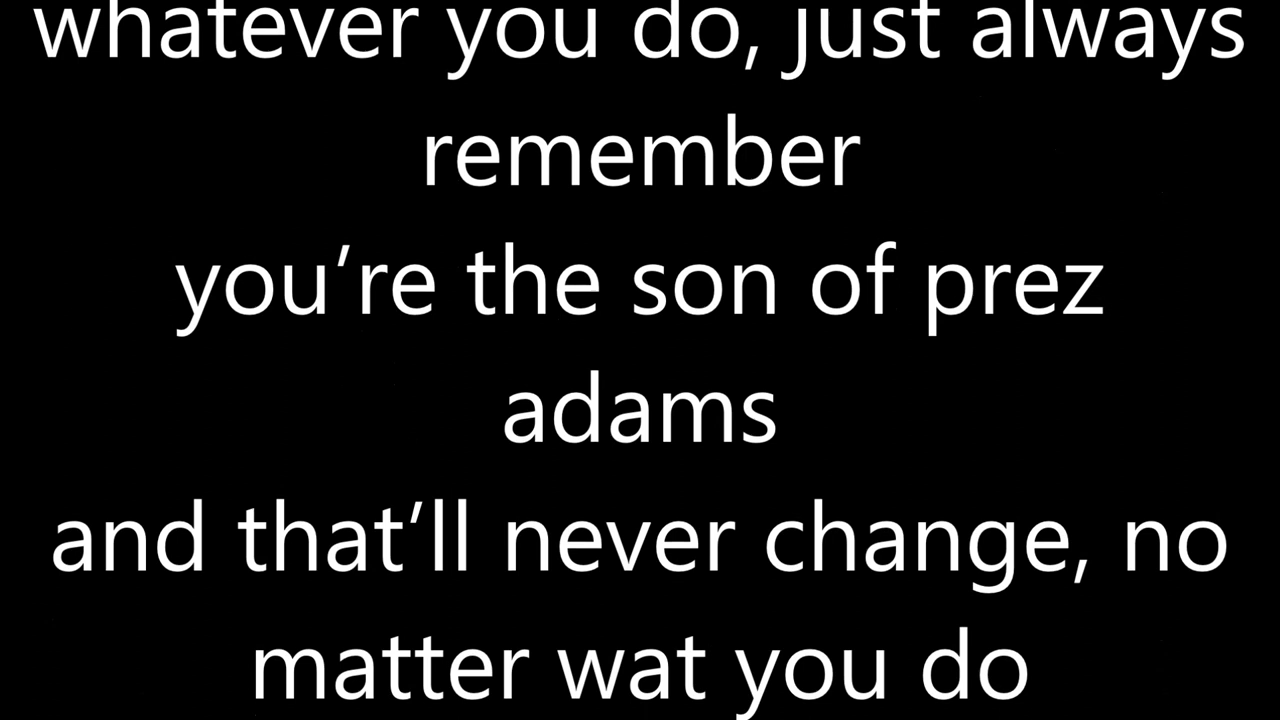 whatever you do, just always
remember
you’re the son of prez
adams
and that’ll never change, no
matter wat you do